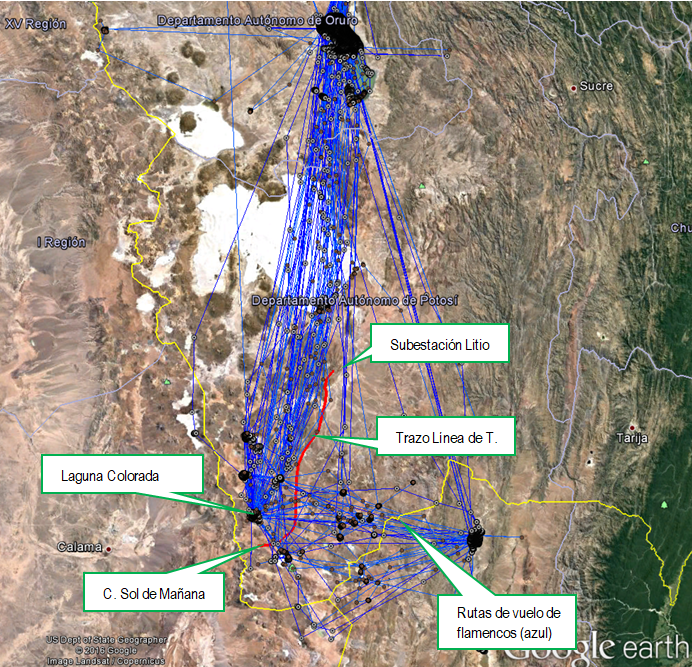 XV Región
Departamento Autónomo de Oruro
Sucre
I Región
Chu
Departamento Autónomo de Potosí
Subestación Litio
Trazo Linea de T.
Tarija
Laguna Colorada
Calama
C. Sol de Mañana
Rutas de vuelo de
flamencos (azul)
US Dept of State Geographer
© 2016 Google
Image Landsat / Copernicus
Google earth